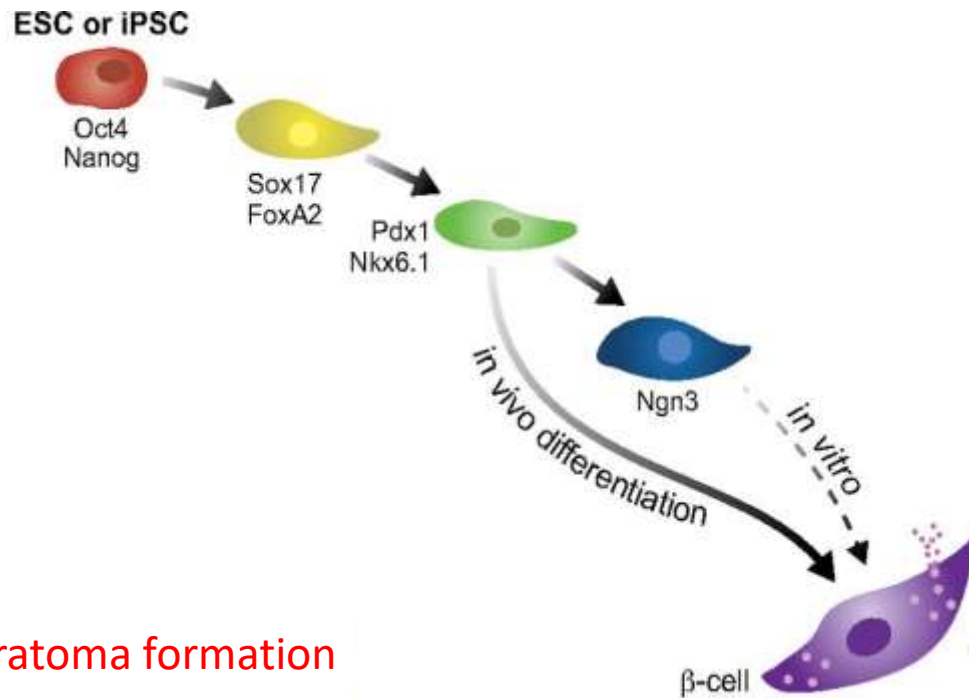 ESC or iPSC
Oct4
Nanog
Sox17
FoxA2
Pdx1
Nkx6.1
Ngn3
in vivo differentiation
in vitro
ratoma formation
β-cell